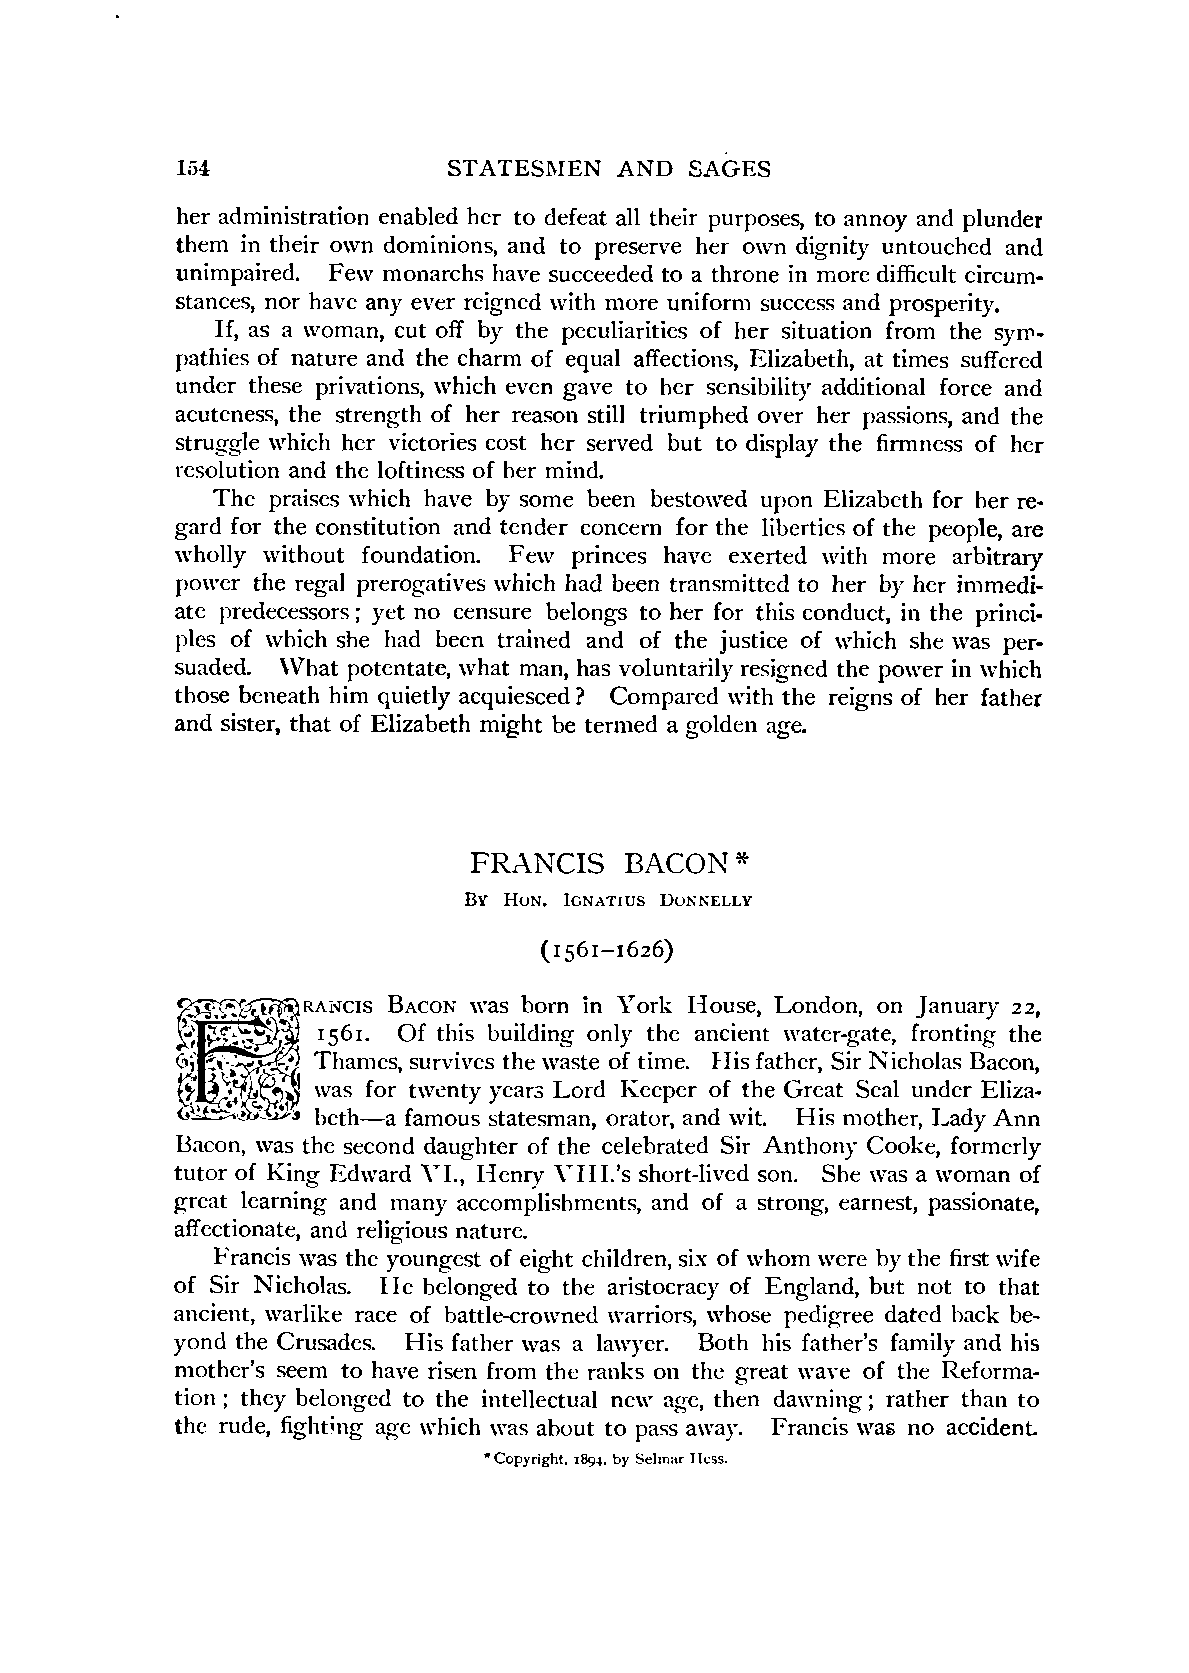 154 STATESMEN AND SAGES
her administration enabled her to defeat all their purposes, to annoy and plunder
them in their own dominions, and to preserve her own dignity untouched and
unimpaired. Few monarchs have succeeded to a throne in more difficult circum-
stances, nor have any ever reigned with more uniform success and prosperity.
If, as a woman, cut off by the peculiarities of her situation from the sym-
pathies of nature and the charm of equal affections, Elizabeth, at times suffered
under these privations, which even gave to her sensibility additional force and
acuteness, the strength of her reason still triumphed over her passions, and the
struggle which her victories cost her served but to display the firmness of her
resolution and the loftiness of her mind.
The praises which have by some been bestowed upon Elizabeth for her re-
gard for the constitution and tender concern for the liberties of the people, are
wholly without foundation. Few princes have exerted with more arbitrary
power the regal prerogatives which had been transmitted to her by her immedi-
ate predecessors; yet no censure belongs to her for this conduct, in the princi-
ples of which she had been trained and of the justice of which she was per-
suaded. What potentate, what man, has voluntarily resigned the power in which
those beneath him quietly acquiesced? Compared with the reigns of her father
and sister, that of Elizabeth might be termed a golden age.
FRANCIS BACON*
By Hon. Ignatius Donnelly
(1561–1626)
Francis Bacon was born in York House, London, on January 22,
1561. Of this building only the ancient water-gate, fronting the
Thames, survives the waste of time. His father, Sir Nicholas Bacon,
was for twenty years Lord Keeper of the Great Seal under Eliza-
beth—a famous statesman, orator, and wit. His mother, Lady Ann
Bacon, was the second daughter of the celebrated Sir Anthony Cooke, formerly
tutor of King Edward VI., Henry VIII.'s short-lived son. She was a woman of
great learning and many accomplishments, and of a strong, earnest, passionate,
affectionate, and religious nature.
Francis was the youngest of eight children, six of whom were by the first wife
of Sir Nicholas. He belonged to the aristocracy of England, but not to that
ancient, warlike race of battle-crowned warriors, whose pedigree dated back be-
yond the Crusades. His father was a lawyer. Both his father's family and his
mother's seem to have risen from the ranks on the great wave of the Reforma-
tion; they belonged to the intellectual new age, then dawning; rather than to
the rude, fighting age which was about to pass away. Francis was no accident.
*Copyright, 1894, by Selmar Hess.